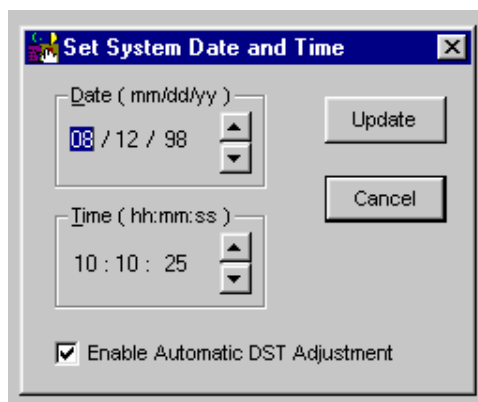 Set System Date and Time
Date ( mm/dd/yy )
08 / 12 / 98
Update
Cancel
Time ( hh:mm:ss )
10 : 10 : 25
Enable Automatic DST Adjustment